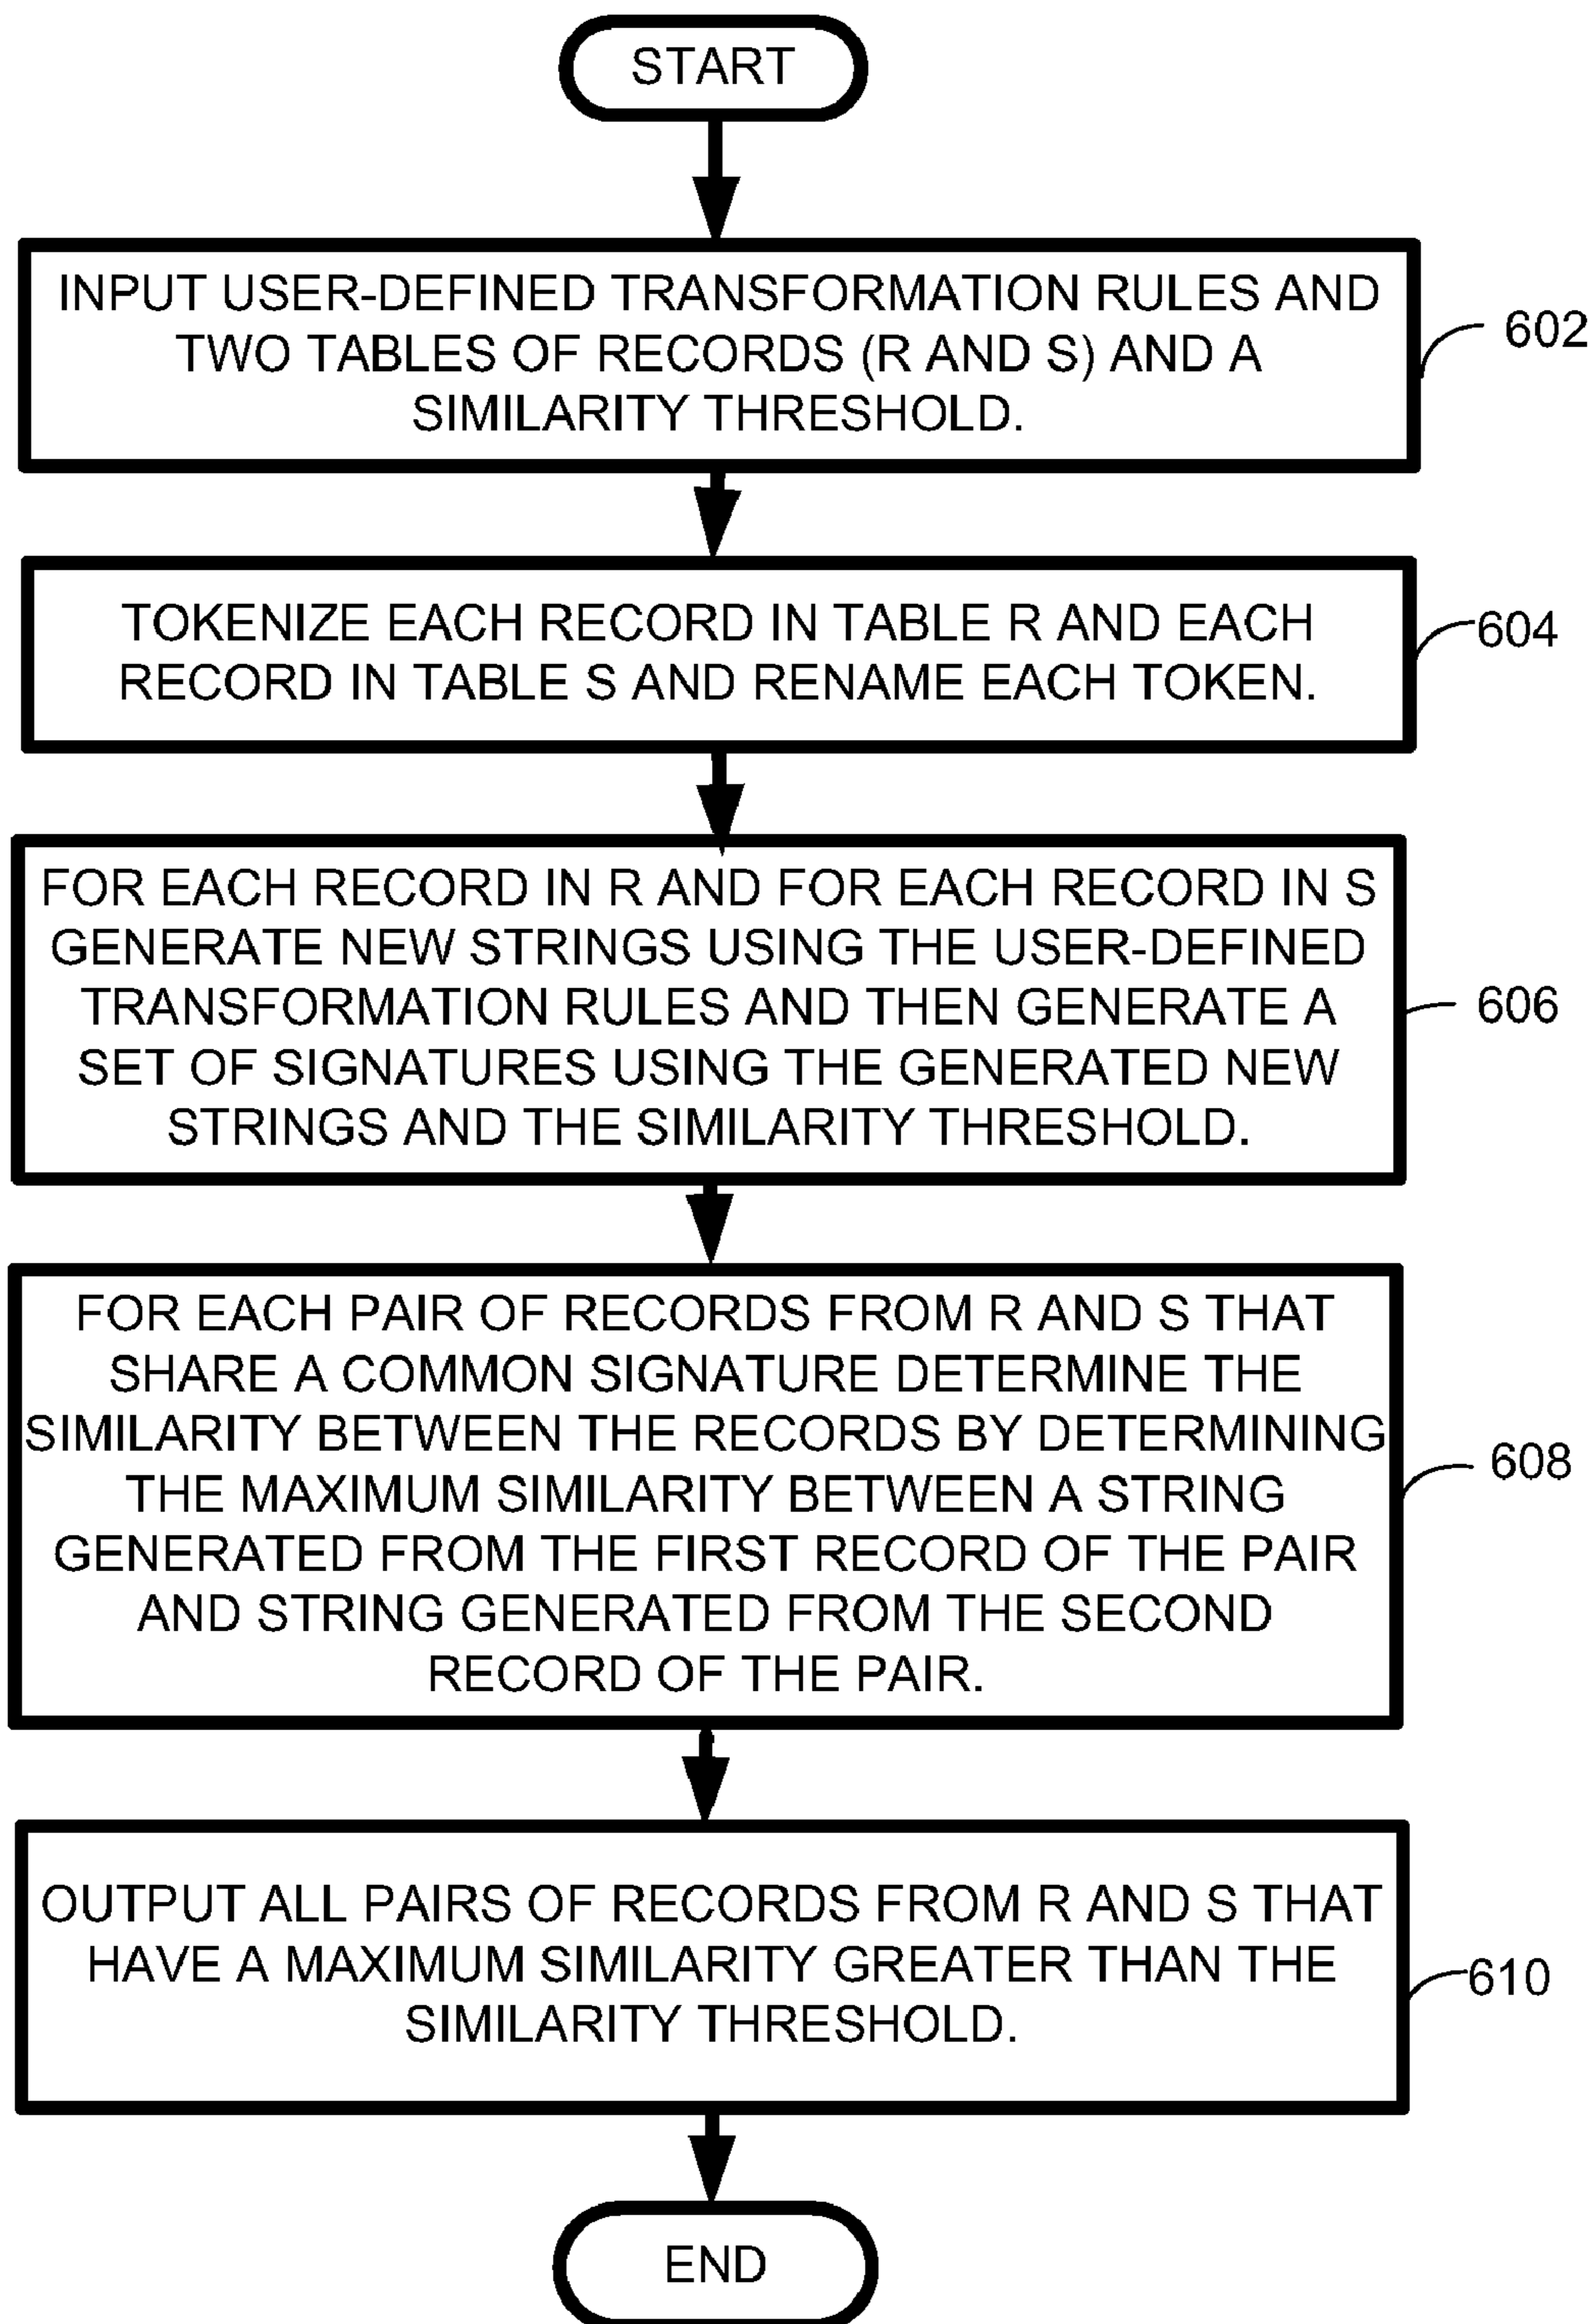 START
INPUT USER-DEFINED TRANSFORMATION RULES AND
TWO TABLES OF RECORDS (R AND S) AND A
SIMILARITY THRESHOLD.
602
TOKENIZE EACH RECORD IN TABLE R AND EACH
RECORD IN TABLE S AND RENAME EACH TOKEN.
604
FOR EACH RECORD IN R AND FOR EACH RECORD IN S
GENERATE NEW STRINGS USING THE USER-DEFINED
TRANSFORMATION RULES AND THEN GENERATE A
SET OF SIGNATURES USING THE GENERATED NEW
STRINGS AND THE SIMILARITY THRESHOLD.
606
FOR EACH PAIR OF RECORDS FROM R AND S THAT
SHARE A COMMON SIGNATURE DETERMINE THE
SIMILARITY BETWEEN THE RECORDS BY DETERMINING
THE MAXIMUM SIMILARITY BETWEEN A STRING
GENERATED FROM THE FIRST RECORD OF THE PAIR
AND STRING GENERATED FROM THE SECOND
RECORD OF THE PAIR.
608
OUTPUT ALL PAIRS OF RECORDS FROM R AND S THAT
HAVE A MAXIMUM SIMILARITY GREATER THAN THE
SIMILARITY THRESHOLD.
610
END